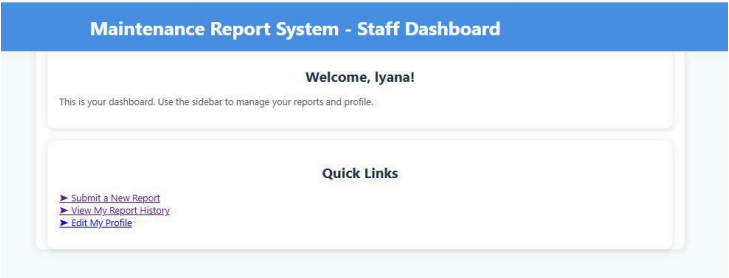 Maintenance Report System - Staff Dashboard
Welcome, lyana!
This is your dashboard. Use the sidebar to manage your reports and profile.
Quick Links
➤ Submit a New Report
➤ View My Report History
➤ Edit My Profile